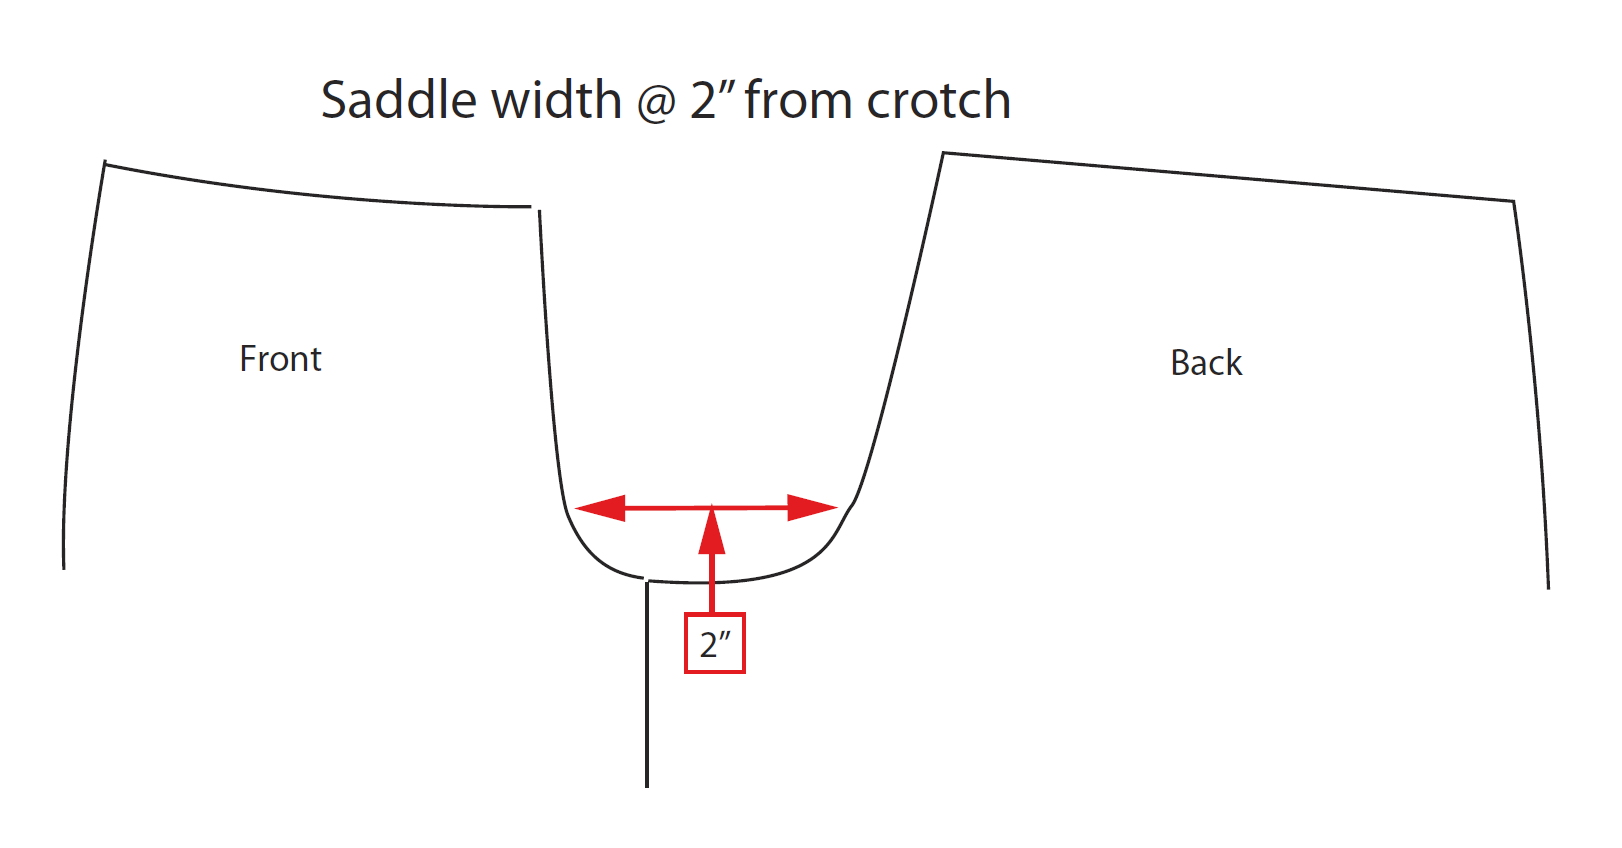 Saddle width @ 2” from crotch
Front
Back
2”